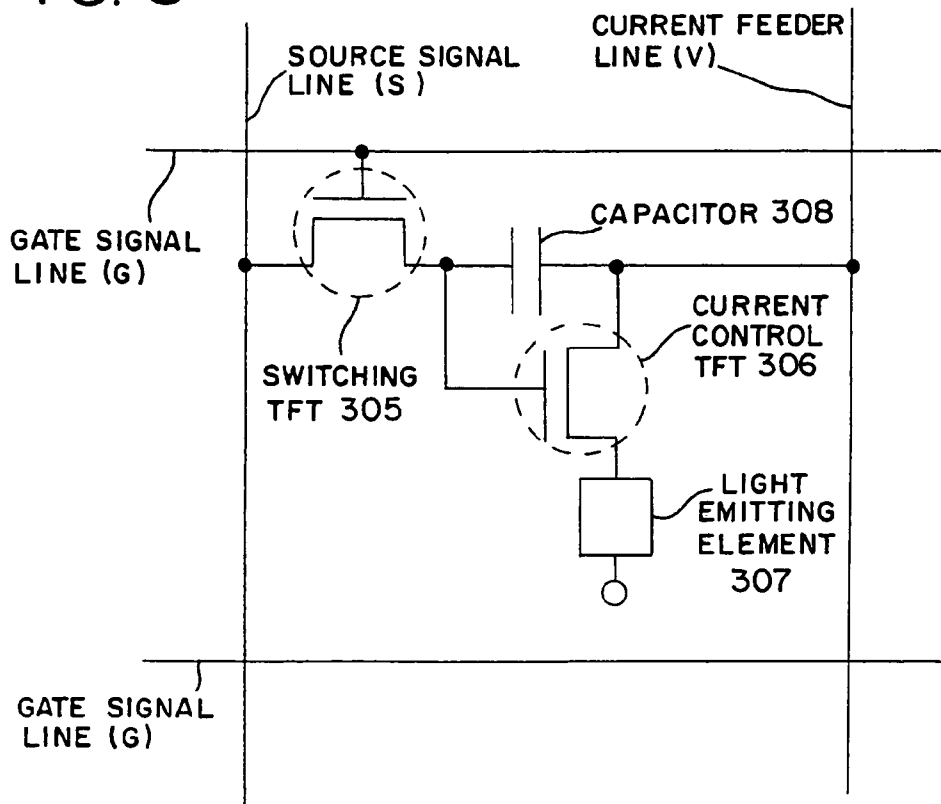 SOURCE SIGNAL
LINE (S)
CURRENT FEEDER
LINE (V)
GATE SIGNAL
LINE (G)
CAPACITOR 308
CURRENT
CONTROL
TFT 306
SWITCHING
TFT 305
LIGHT
EMITTING
ELEMENT
307
GATE SIGNAL
LINE (G)